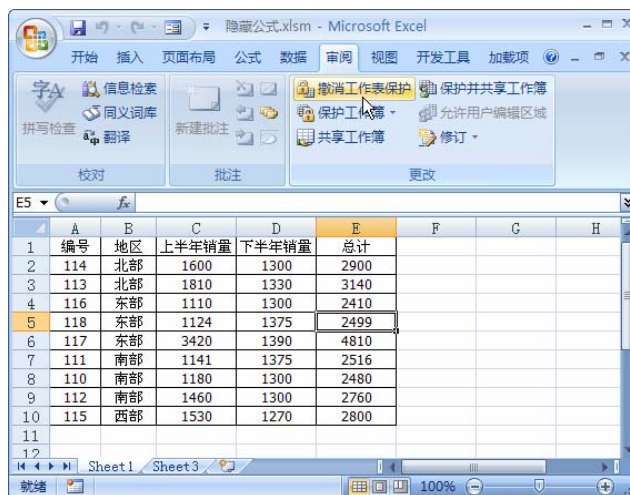 隐藏公式.xlsm - Microsoft Excel
开始 插入 页面布局 公式 数据 审阅 视图 开发工具 加载项
字 信息检索 撤消工作表保护 保护并共享工作簿
同义词库 新建批注 保护工作簿 允许用户编辑区域
拼写检查 翻译 共享工作簿 修订
校对 批注 更改
E5 fx
A B C D E F G H
1 编号 地区 上半年销量 下半年销量 总计
2 114 北部 1600 1300 2900
3 113 北部 1810 1330 3140
4 116 东部 1110 1300 2410
5 118 东部 1124 1375 2499
6 117 东部 3420 1390 4810
7 111 南部 1141 1375 2516
8 110 南部 1180 1300 2480
9 112 南部 1460 1300 2760
10 115 西部 1530 1270 2800
11
12
Sheet1 Sheet3
就绪 100%